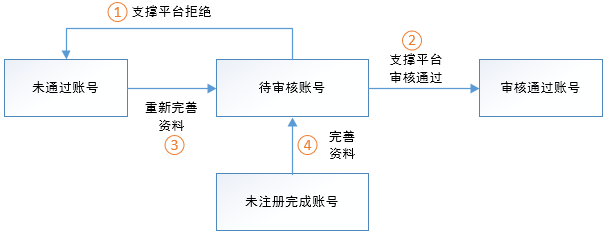 ① 支撑平台拒绝
②
支撑平台
审核通过
未通过账号
待审核账号
审核通过账号
重新完善
资料
③
④
完善
资料
未注册完成账号